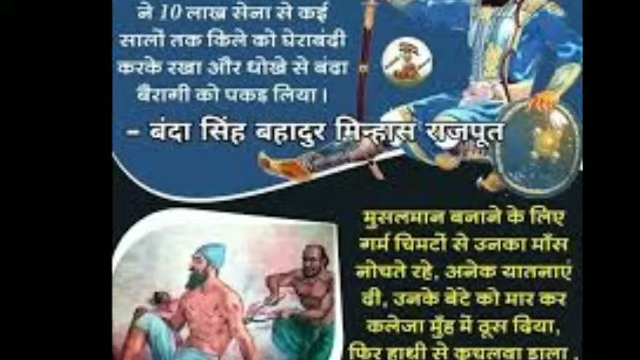 ने 10 लाख सेना से कई
सालों तक किले को घेराबंदी
करके रखा और धोखे से बंदा
बैरागी को पकड़ लिया।
- बंदा सिंह बहादुर मिन्हास राजपूत
मुसलमान बनाने के लिए
गर्म चिमटों से उनका माँस
नोचते रहे, अनेक यातनाएं
दी, उनके बेटे को मार कर
कलेजा मुँह में ठूस दिया,
फिर हाथी से कुचलवा डाला